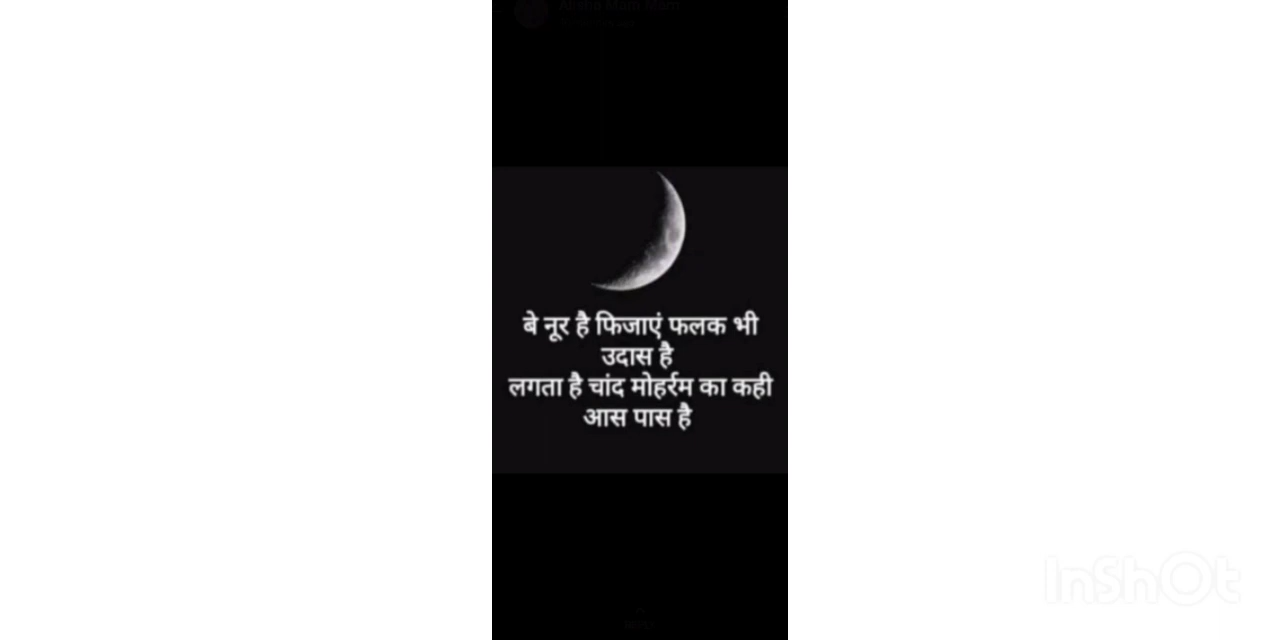 बे नूर है फिजाएं फलक भी
उदास है
लगता है चांद मोहर्रम का कही
आस पास है
InShOt